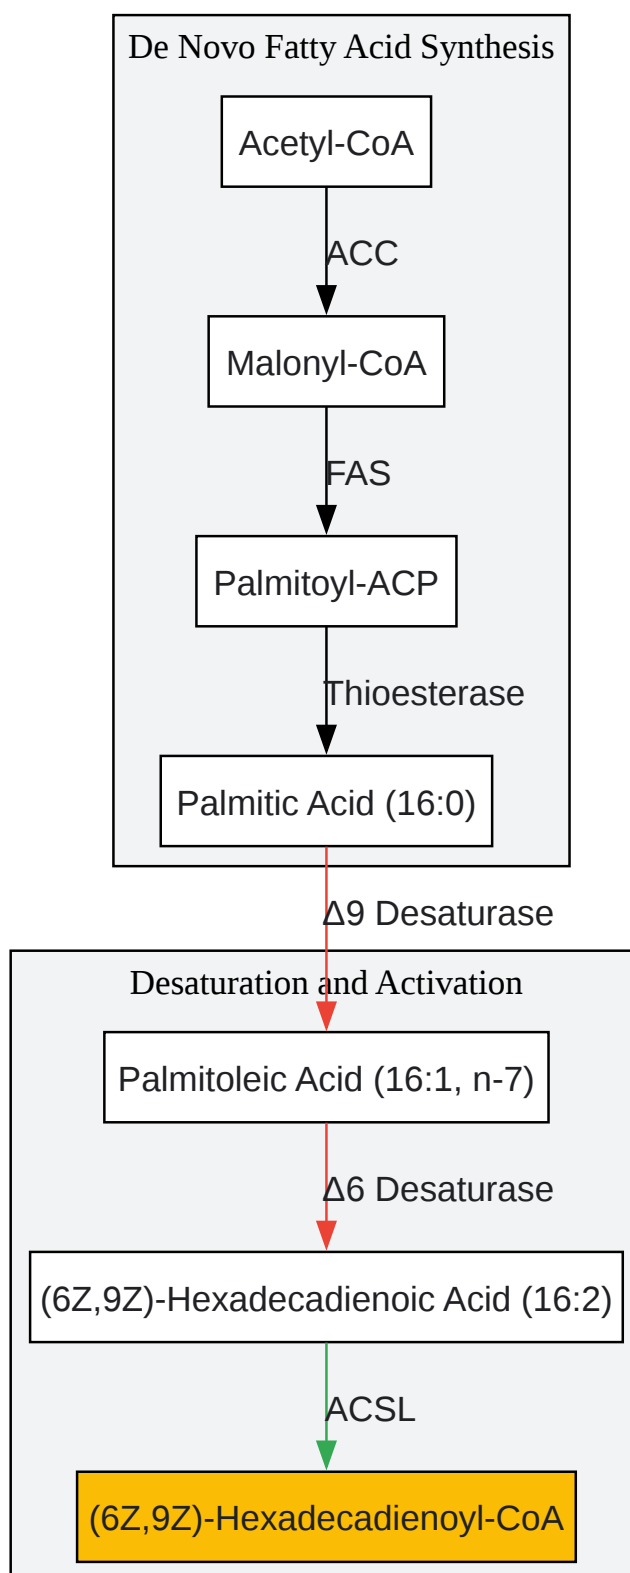 De Novo Fatty Acid Synthesis
Acetyl-CoA
ACC
Malonyl-CoA
FAS
Palmitoyl-ACP
Thioesterase
Palmitic Acid (16:0)
Δ9 Desaturase
Desaturation and Activation
Palmitoleic Acid (16:1, n-7)
Δ6 Desaturase
(6Z,9Z)-Hexadecadienoic Acid (16:2)
ACSL
(6Z,9Z)-Hexadecadienoyl-CoA